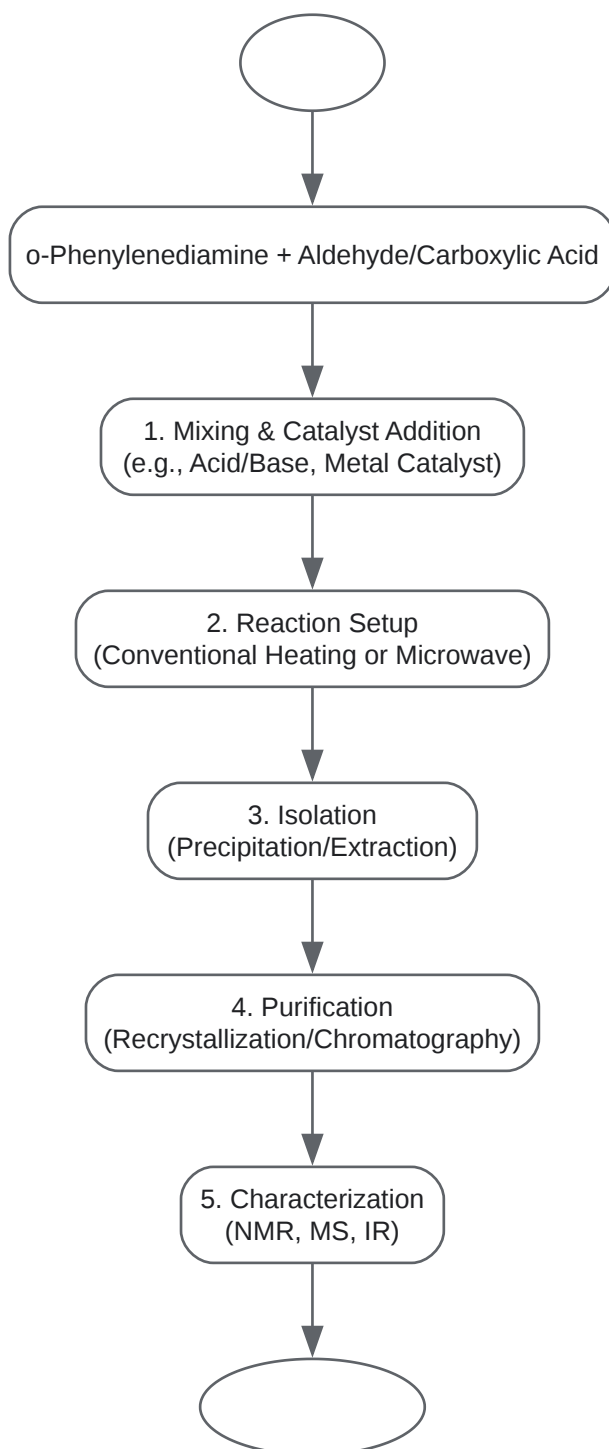 o-Phenylenediamine + Aldehyde/Carboxylic Acid
1. Mixing & Catalyst Addition
(e.g., Acid/Base, Metal Catalyst)
2. Reaction Setup
(Conventional Heating or Microwave)
3. Isolation
(Precipitation/Extraction)
4. Purification
(Recrystallization/Chromatography)
5. Characterization
(NMR, MS, IR)